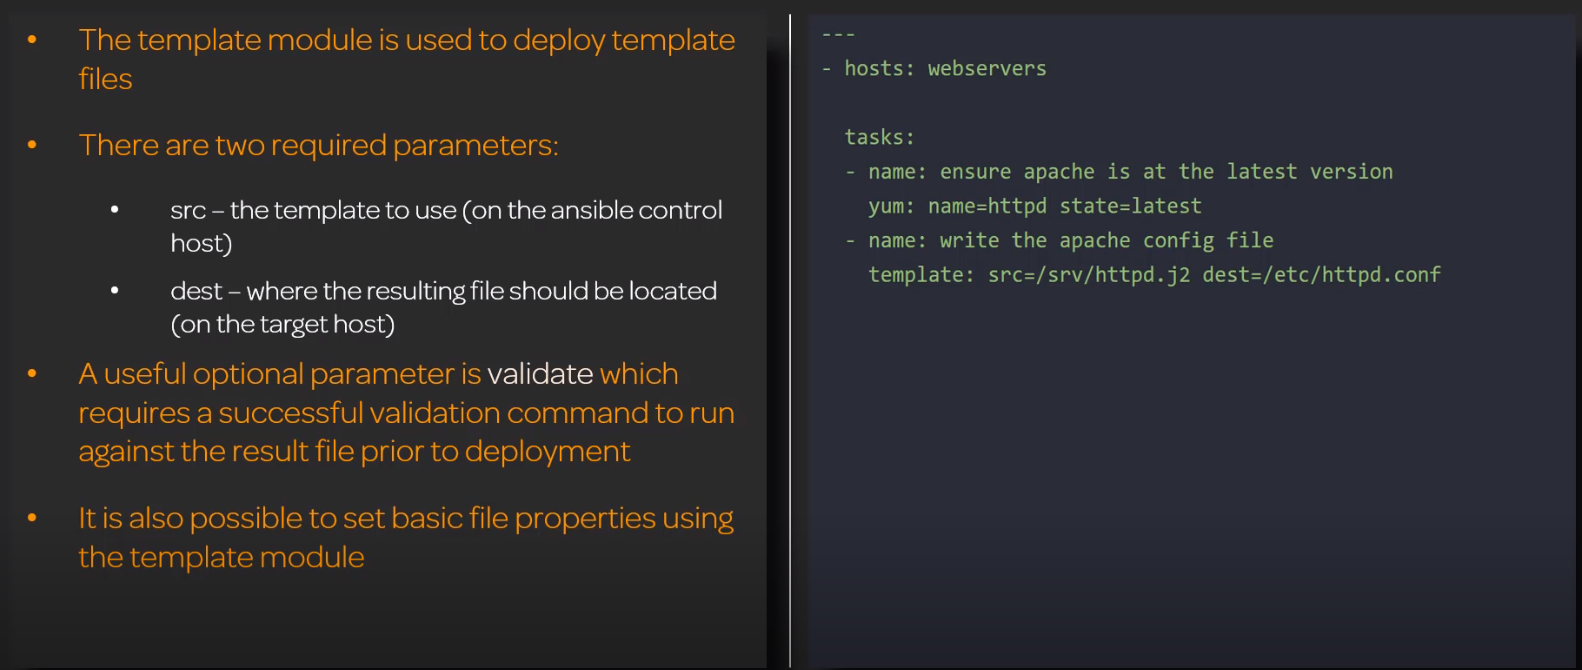 • The template module is used to deploy template
files
• There are two required parameters:
• src – the template to use (on the ansible control
host)
• dest – where the resulting file should be located
(on the target host)
• A useful optional parameter is validate which
requires a successful validation command to run
against the result file prior to deployment
• It is also possible to set basic file properties using
the template module
---
- hosts: webservers
tasks:
- name: ensure apache is at the latest version
yum: name=httpd state=latest
- name: write the apache config file
template: src=/srv/httpd.j2 dest=/etc/httpd.conf